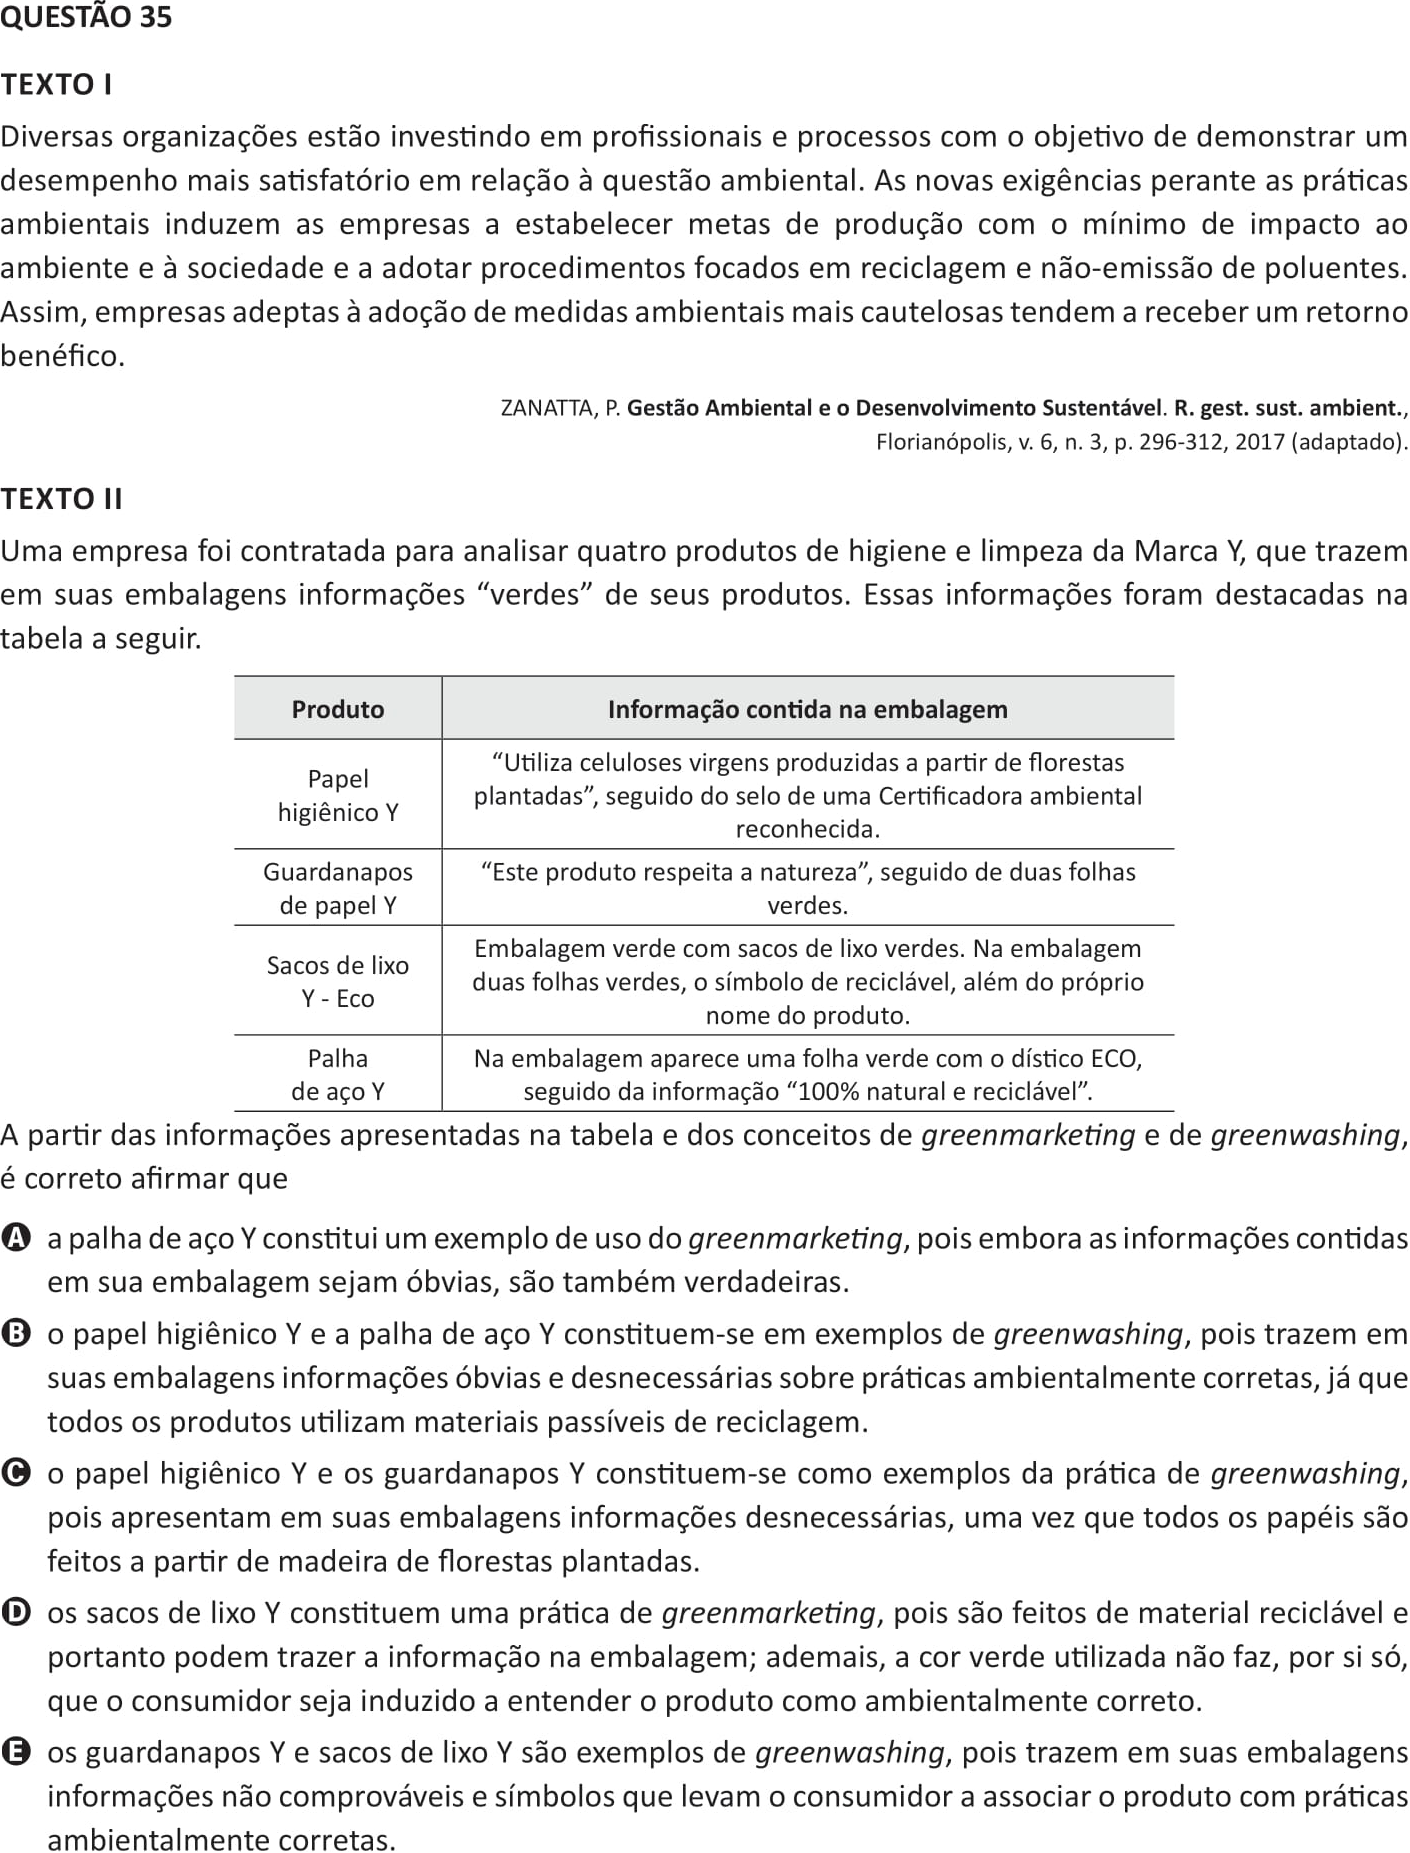 QUESTÃO 35
TEXTO I
Diversas organizações estão investindo em profissionais e processos com o objetivo de demonstrar um
desempenho mais satisfatório em relação à questão ambiental. As novas exigências perante as práticas
ambientais induzem as empresas a estabelecer metas de produção com o mínimo de impacto ao
ambiente e à sociedade e a adotar procedimentos focados em reciclagem e não-emissão de poluentes.
Assim, empresas adeptas à adoção de medidas ambientais mais cautelosas tendem a receber um retorno
benéfico.
ZANATTA, P. Gestão Ambiental e o Desenvolvimento Sustentável. R. gest. sust. ambient.,
Florianópolis, v. 6, n. 3, p. 296-312, 2017 (adaptado).
TEXTO II
Uma empresa foi contratada para analisar quatro produtos de higiene e limpeza da Marca Y, que trazem
em suas embalagens informações “verdes” de seus produtos. Essas informações foram destacadas na
tabela a seguir.
Produto
Informação contida na embalagem
Papel
higiênico Y
“Utiliza celuloses virgens produzidas a partir de florestas
plantadas”, seguido do selo de uma Certificadora ambiental
reconhecida.
Guardanapos
de papel Y
“Este produto respeita a natureza”, seguido de duas folhas
verdes.
Sacos de lixo
Y - Eco
Embalagem verde com sacos de lixo verdes. Na embalagem
duas folhas verdes, o símbolo de reciclável, além do próprio
nome do produto.
Palha
de aço Y
Na embalagem aparece uma folha verde com o dístico ECO,
seguido da informação “100% natural e reciclável”.
A partir das informações apresentadas na tabela e dos conceitos de greenmarketing e de greenwashing,
é correto afirmar que
A a palha de aço Y constitui um exemplo de uso do greenmarketing, pois embora as informações contidas
em sua embalagem sejam óbvias, são também verdadeiras.
B o papel higiênico Y e a palha de aço Y constituem-se em exemplos de greenwashing, pois trazem em
suas embalagens informações óbvias e desnecessárias sobre práticas ambientalmente corretas, já que
todos os produtos utilizam materiais passíveis de reciclagem.
C o papel higiênico Y e os guardanapos Y constituem-se como exemplos da prática de greenwashing,
pois apresentam em suas embalagens informações desnecessárias, uma vez que todos os papéis são
feitos a partir de madeira de florestas plantadas.
D os sacos de lixo Y constituem uma prática de greenmarketing, pois são feitos de material reciclável e
portanto podem trazer a informação na embalagem; ademais, a cor verde utilizada não faz, por si só,
que o consumidor seja induzido a entender o produto como ambientalmente correto.
E os guardanapos Y e sacos de lixo Y são exemplos de greenwashing, pois trazem em suas embalagens
informações não comprováveis e símbolos que levam o consumidor a associar o produto com práticas
ambientalmente corretas.